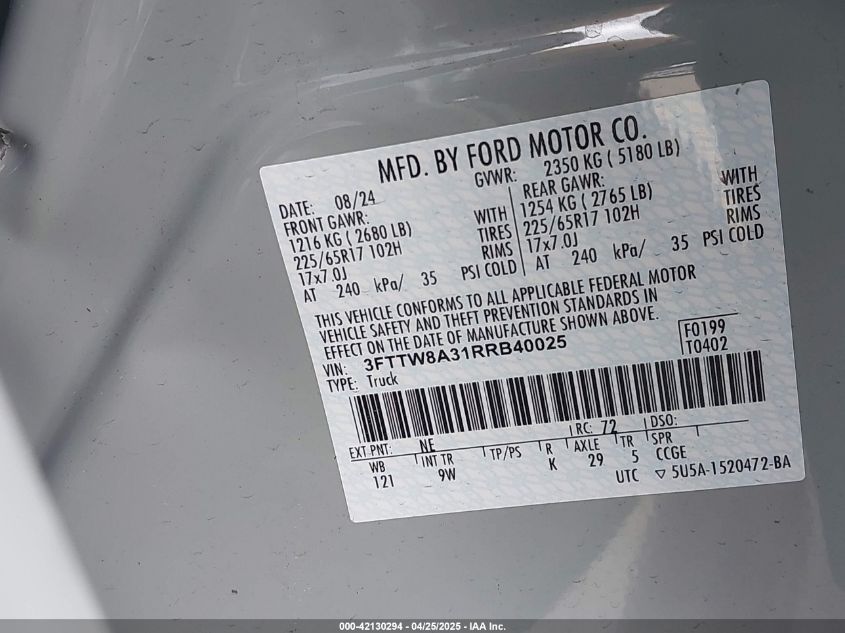 MFD. BY FORD MOTOR CO.
DATE: 08/24 GVWR: 2350 KG ( 5180 LB)
FRONT GAWR: REAR GAWR:
1216 KG ( 2680 LB) WITH 1254 KG ( 2765 LB) WITH
225/65R17 102H TIRES 225/65R17 102H TIRES
17x7.0J RIMS 17x7.0J RIMS
AT 240 kPa/ 35 PSI COLD AT 240 kPa/ 35 PSI COLD
THIS VEHICLE CONFORMS TO ALL APPLICABLE FEDERAL MOTOR
VEHICLE SAFETY AND THEFT PREVENTION STANDARDS IN
EFFECT ON THE DATE OF MANUFACTURE SHOWN ABOVE.
VIN: 3FTTW8A31RRB40025 F0199
TYPE: Truck T0402
EXT PNT: NE RC: 72 DSO:
WB INT TR TP/PS R AXLE TR SPR
121 9W K 29 5 CCGE
UTC ▽ 5U5A-1520472-BA
000-42130294 - 04/25/2025 - IAA Inc.